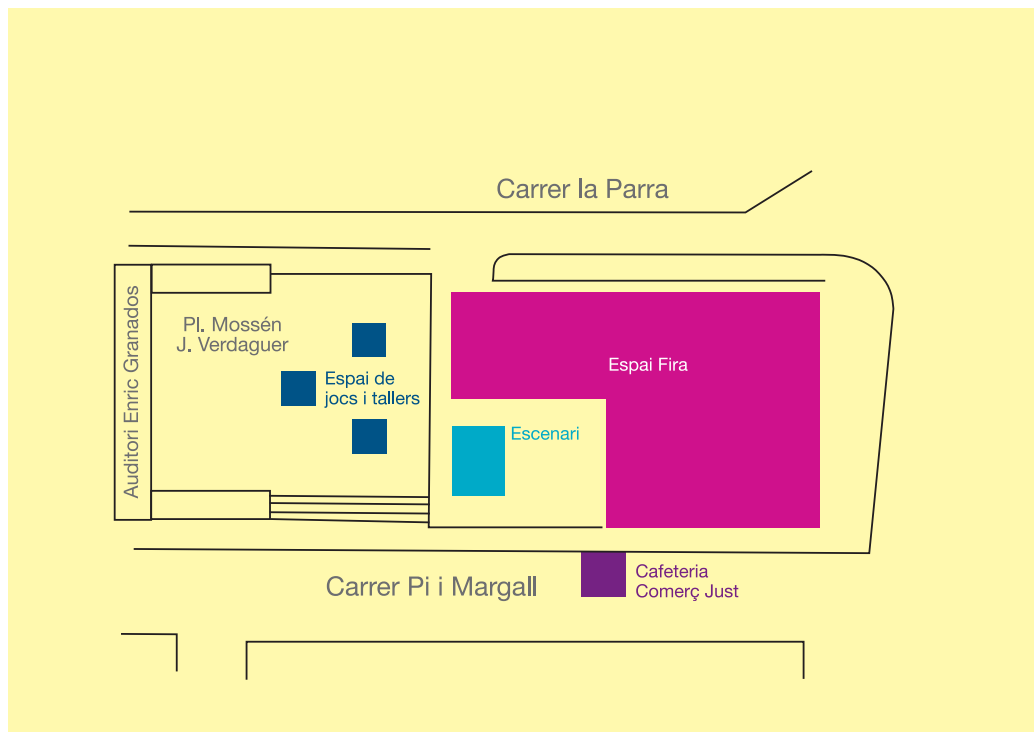 Carrer la Parra
Auditori Enric Granados
Pl. Mossén
J. Verdaguer
Espai de
jocs i tallers
Espai Fira
Escenari
Carrer Pi i Margall
Cafeteria
Comerç Just